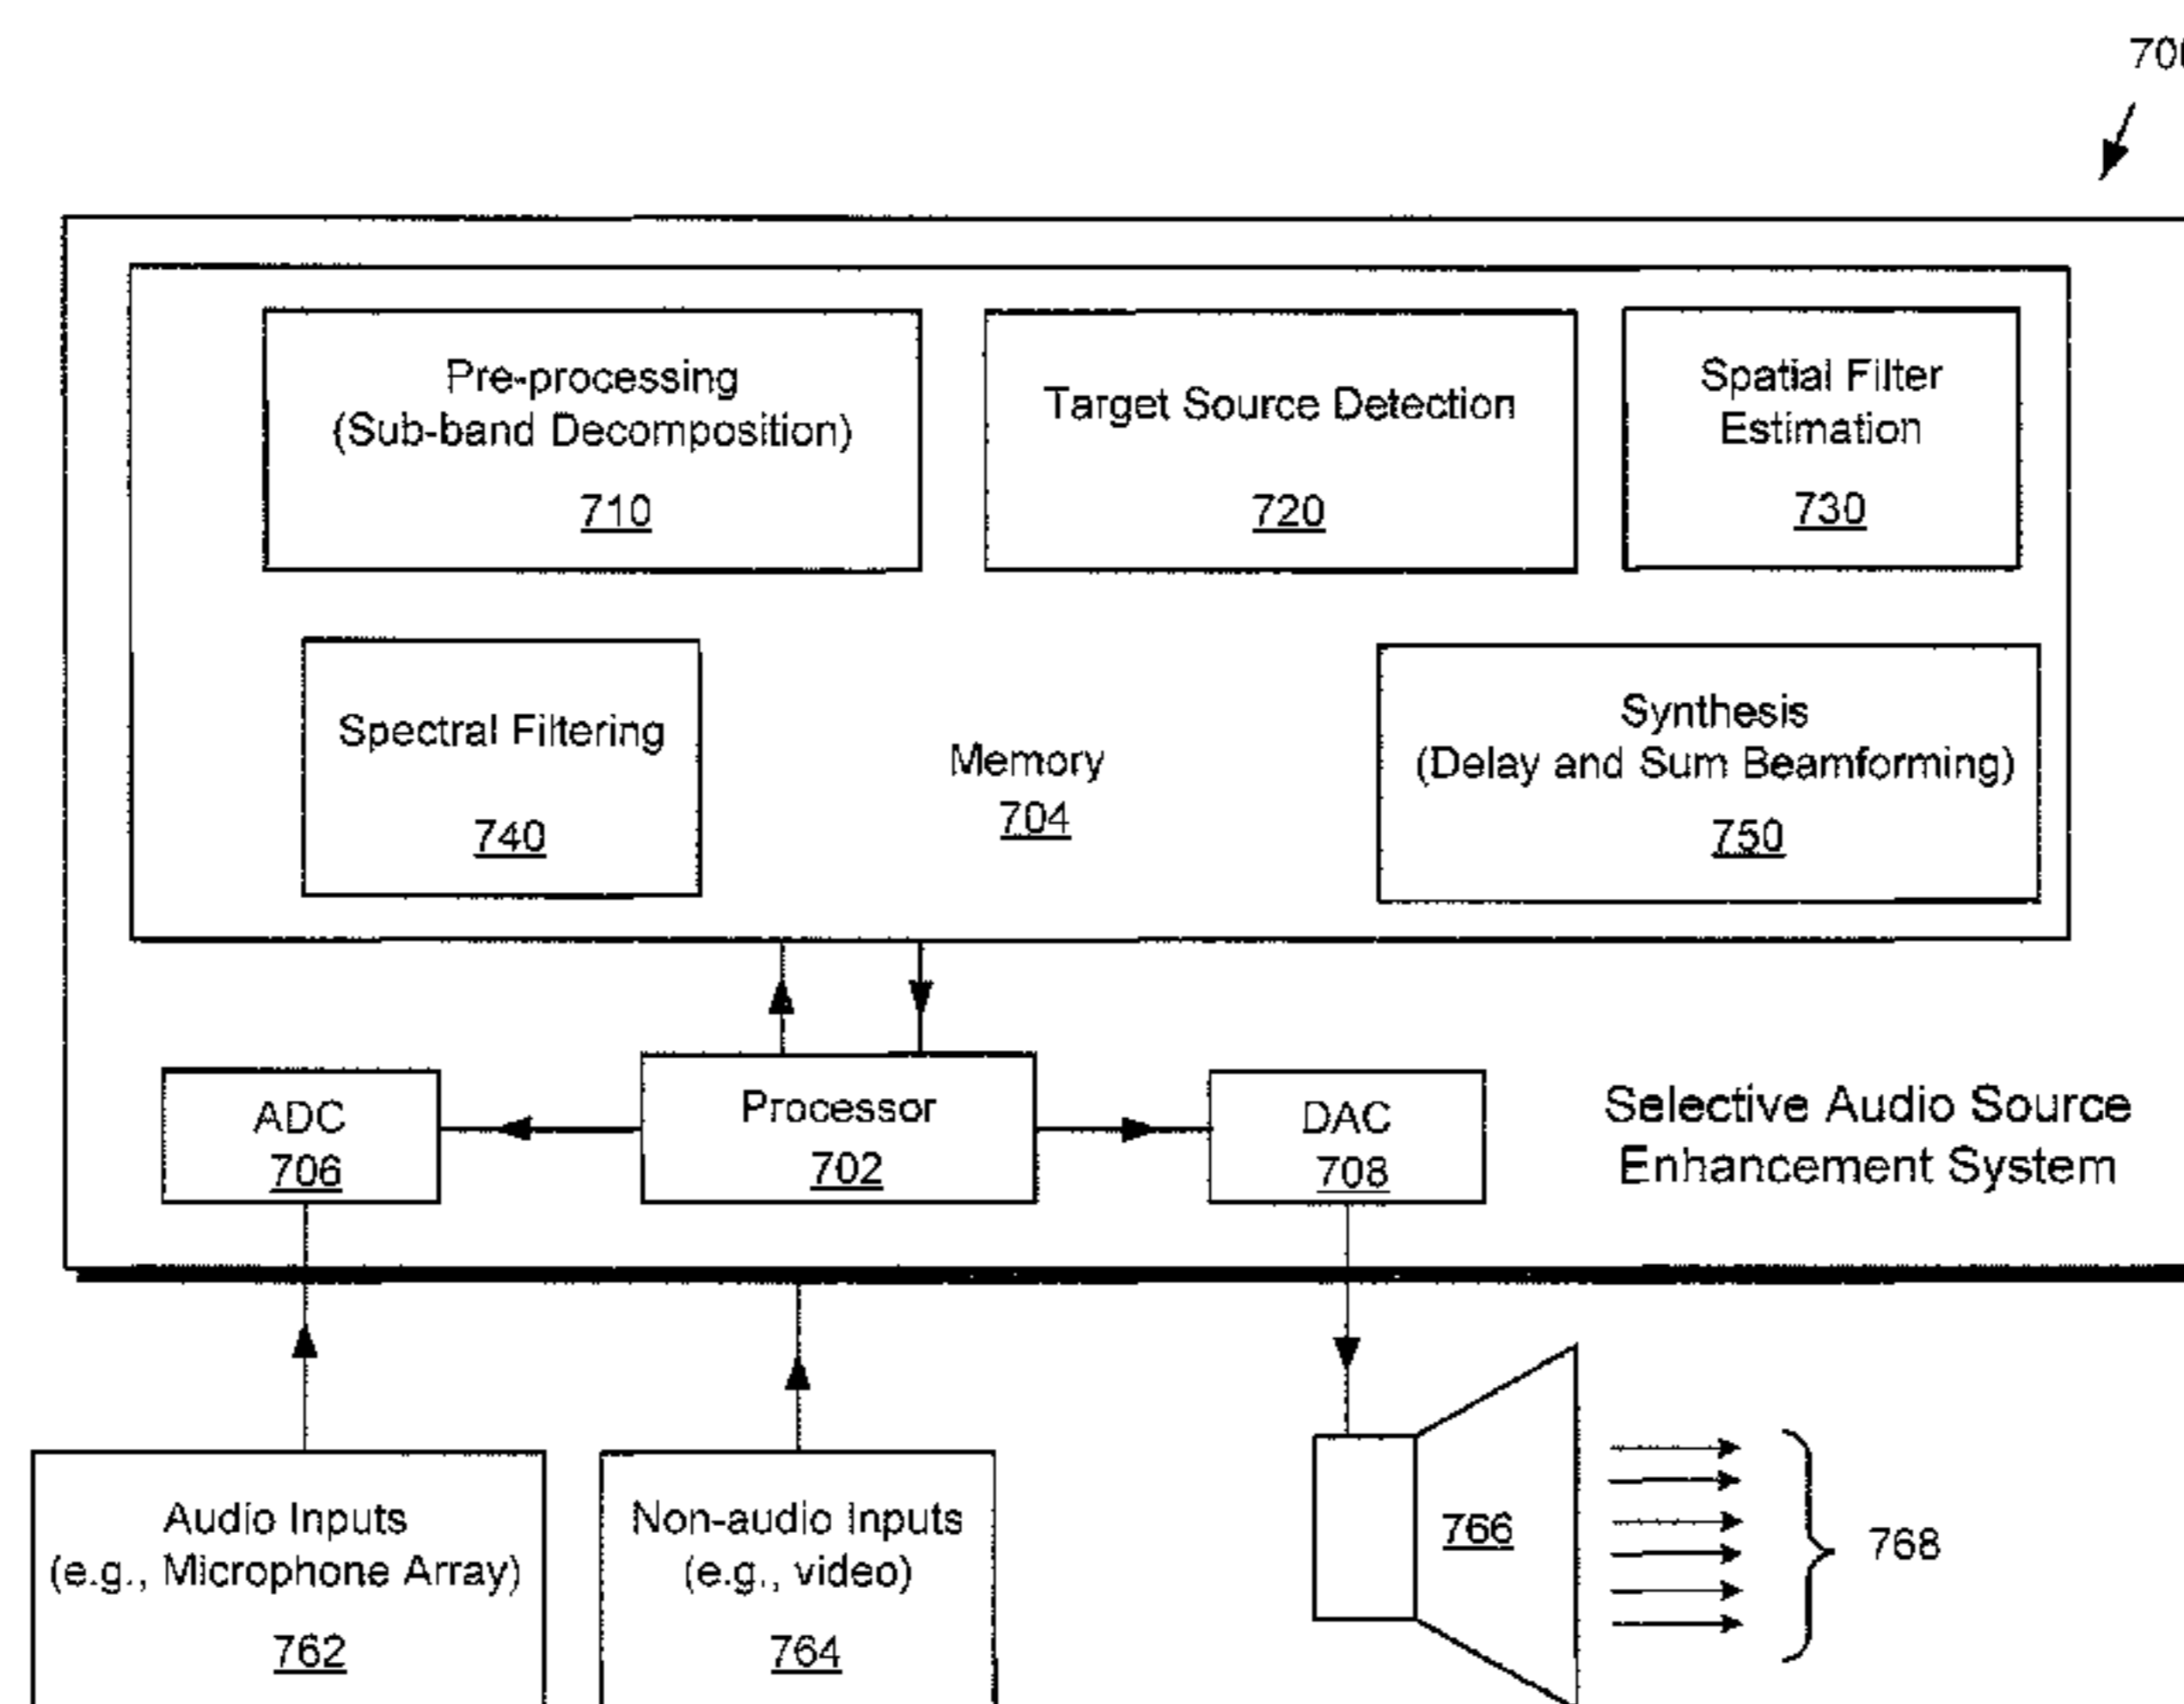 700
Pre-processing
(Sub-band Decomposition)
710
Target Source Detection
720
Spatial Filter
Estimation
730
Spectral Filtering
740
Memory
704
Synthesis
(Delay and Sum Beamforming)
750
ADC
706
Processor
702
DAC
708
Selective Audio Source
Enhancement System
Audio Inputs
(e.g., Microphone Array)
762
Non-audio Inputs
(e.g., video)
764
766
768